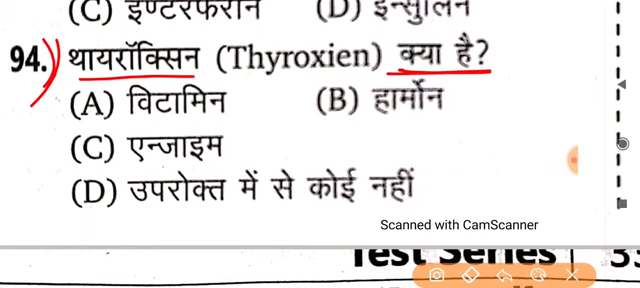 (C) इण्टरफेरॉन (D) इन्सुलिन
94. थायरॉक्सिन (Thyroxien) क्या है?
(A) विटामिन (B) हार्मोन
(C) एन्जाइम
(D) उपरोक्त में से कोई नहीं
Scanned with CamScanner
Test Series